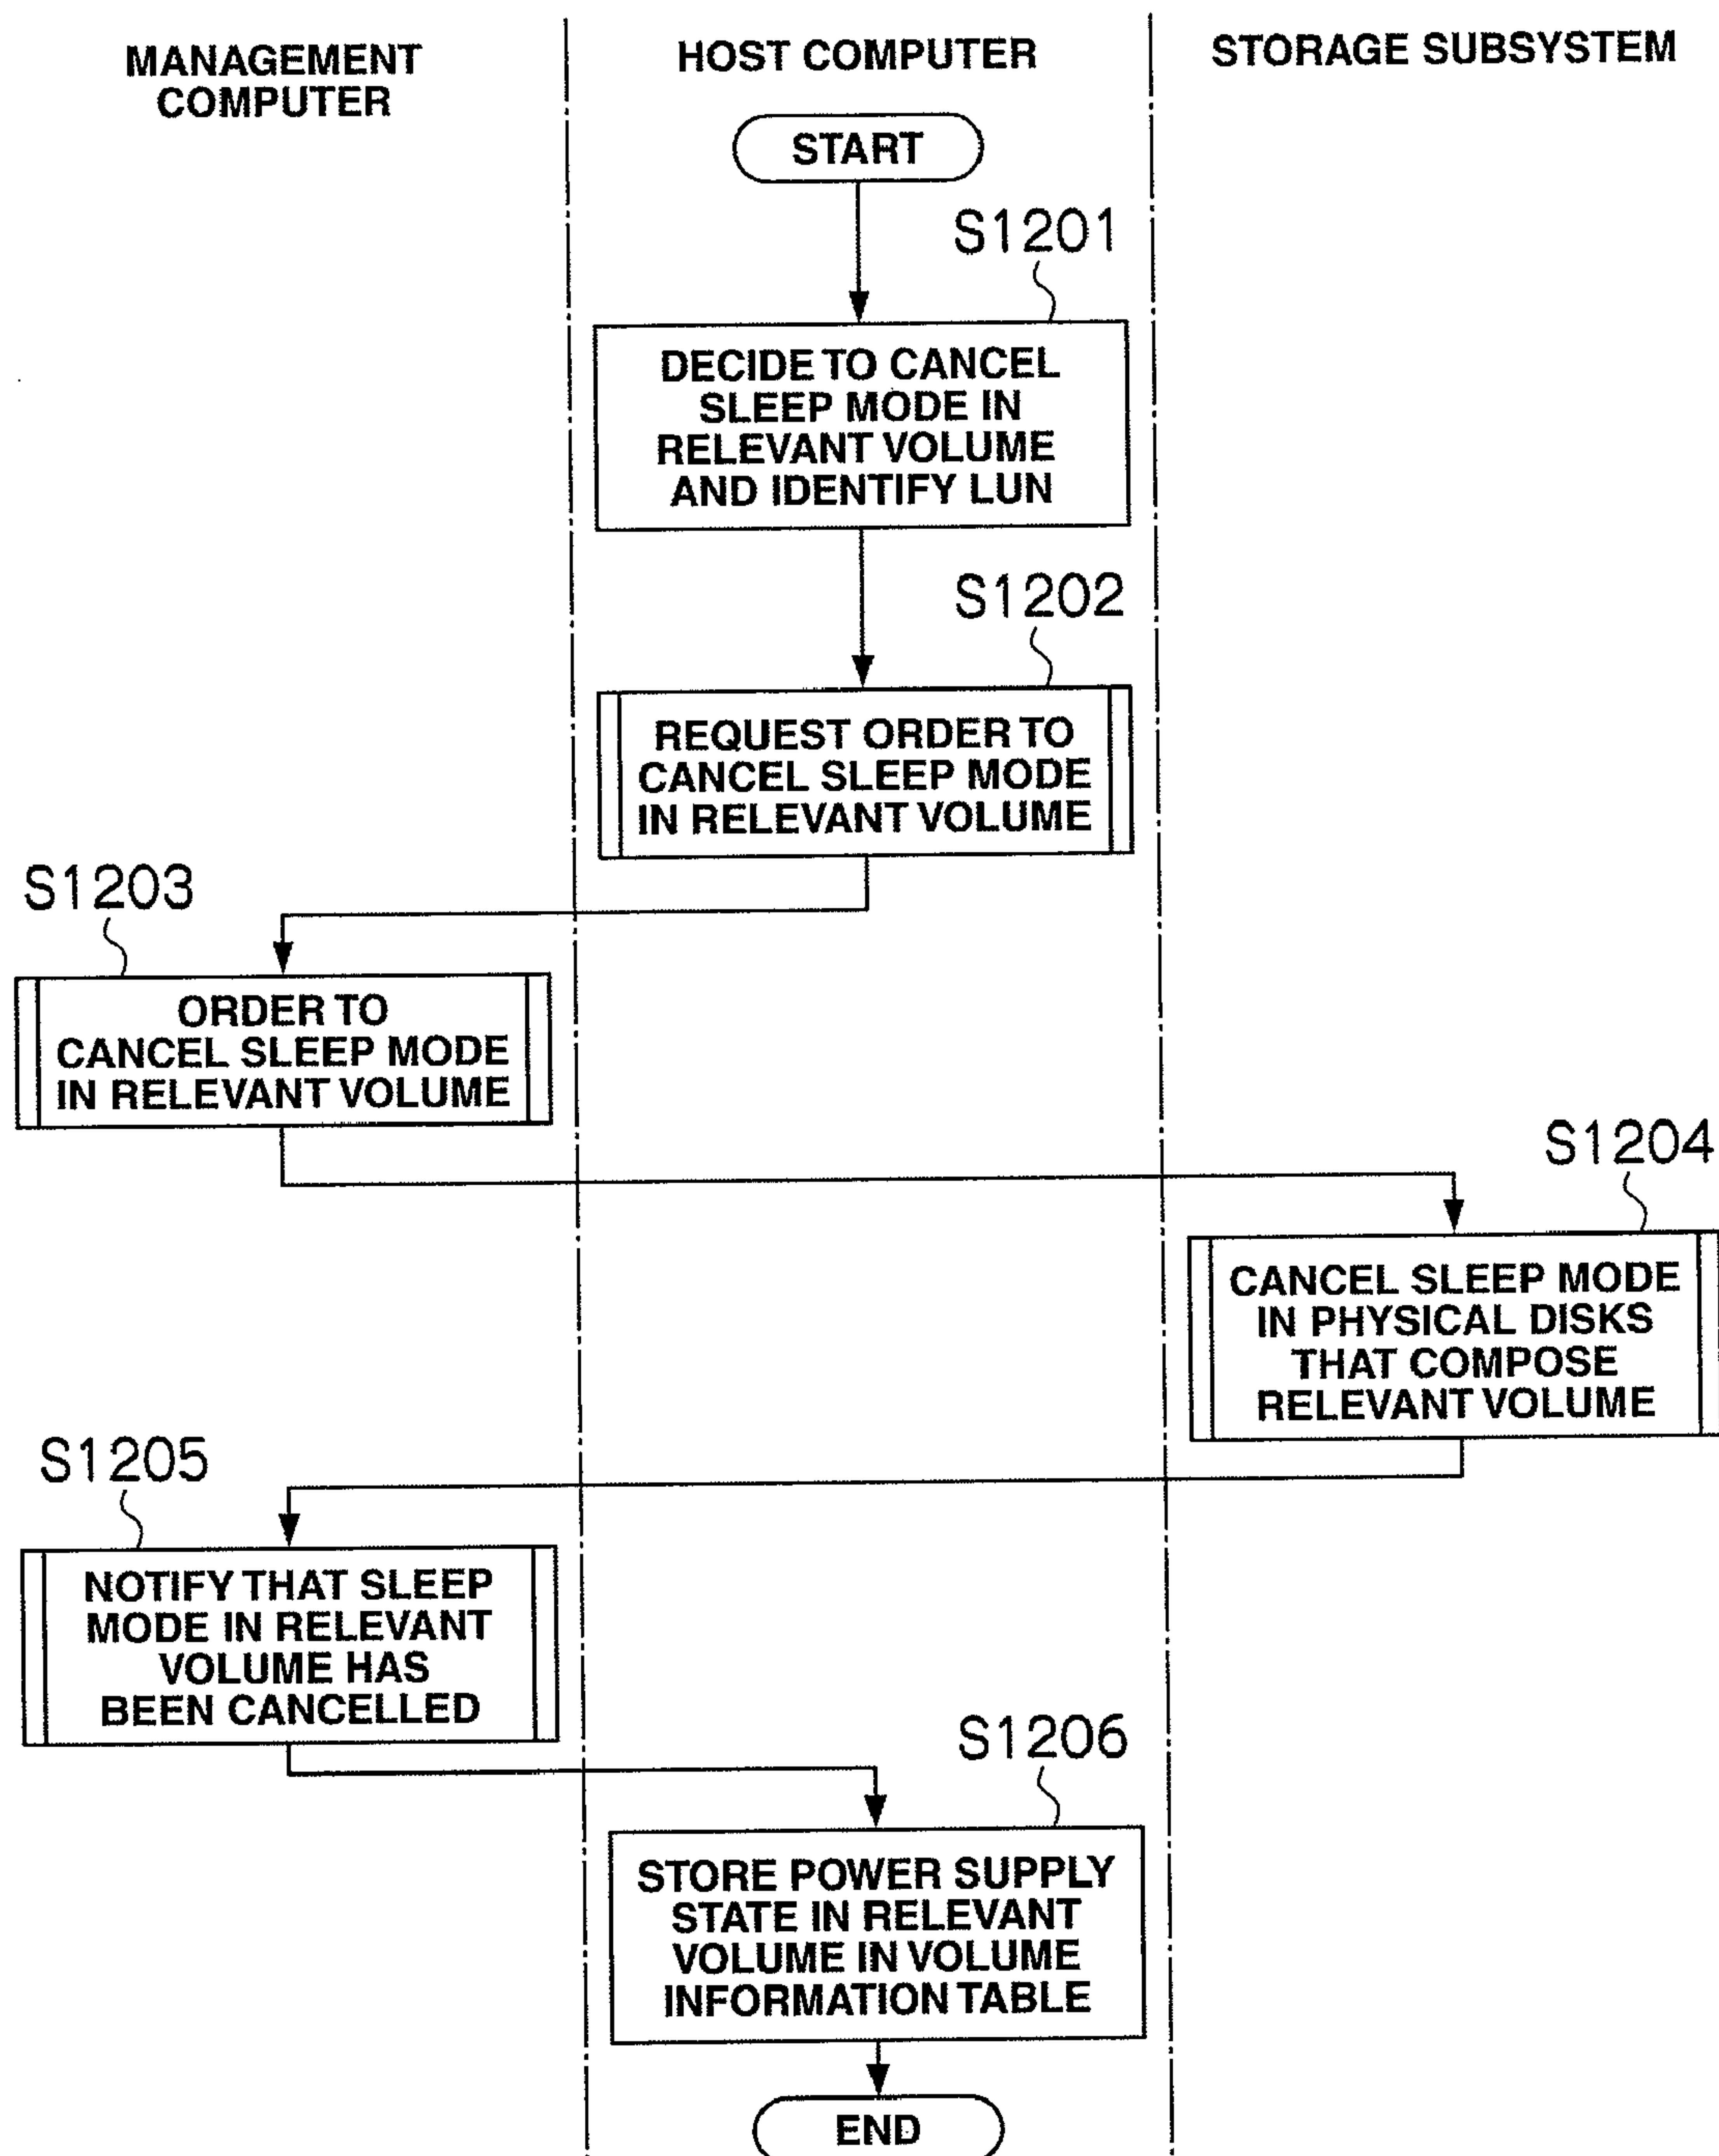 MANAGEMENT
COMPUTER
HOST COMPUTER
STORAGE SUBSYSTEM
START
S1201
DECIDE TO CANCEL
SLEEP MODE IN
RELEVANT VOLUME
AND IDENTIFY LUN
S1202
REQUEST ORDER TO
CANCEL SLEEP MODE
IN RELEVANT VOLUME
S1203
ORDER TO
CANCEL SLEEP MODE
IN RELEVANT VOLUME
S1204
CANCEL SLEEP MODE
IN PHYSICAL DISKS
THAT COMPOSE
RELEVANT VOLUME
S1205
NOTIFY THAT SLEEP
MODE IN RELEVANT
VOLUME HAS
BEEN CANCELLED
S1206
STORE POWER SUPPLY
STATE IN RELEVANT
VOLUME IN VOLUME
INFORMATION TABLE
END